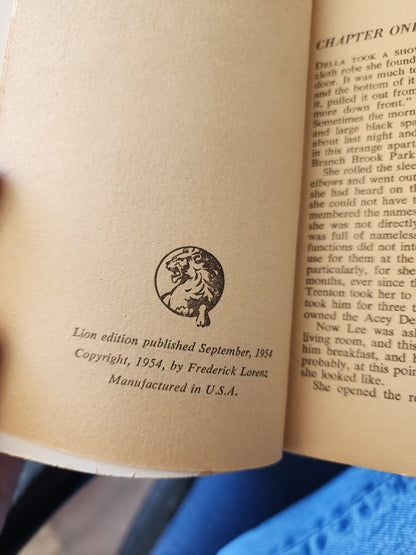 Lion edition published September, 1954
Copyright, 1954, by Frederick Lorenz
Manufactured in U.S.A.
CHAPTER ONE
DELLA TOOK A SHO
cloth robe she found
door. It was much to
and the bottom of it
it, pulled it out from
more down front."
Sometimes the morn
and large black spa
about last night and
in this strange apart
Branch Brook Park
She rolled the slee
elbows and went out
she had heard on t
she could not have t
membered the names
she was not directly
was full of nameles
functions did not int
use for them at the
particularly, for she
months, ever since th
Trenton took her to
took him for three t
owned the Acey De
Now Lee was ask
living room, and this
him breakfast, and h
probably, at this poin
she looked like.
She opened the re